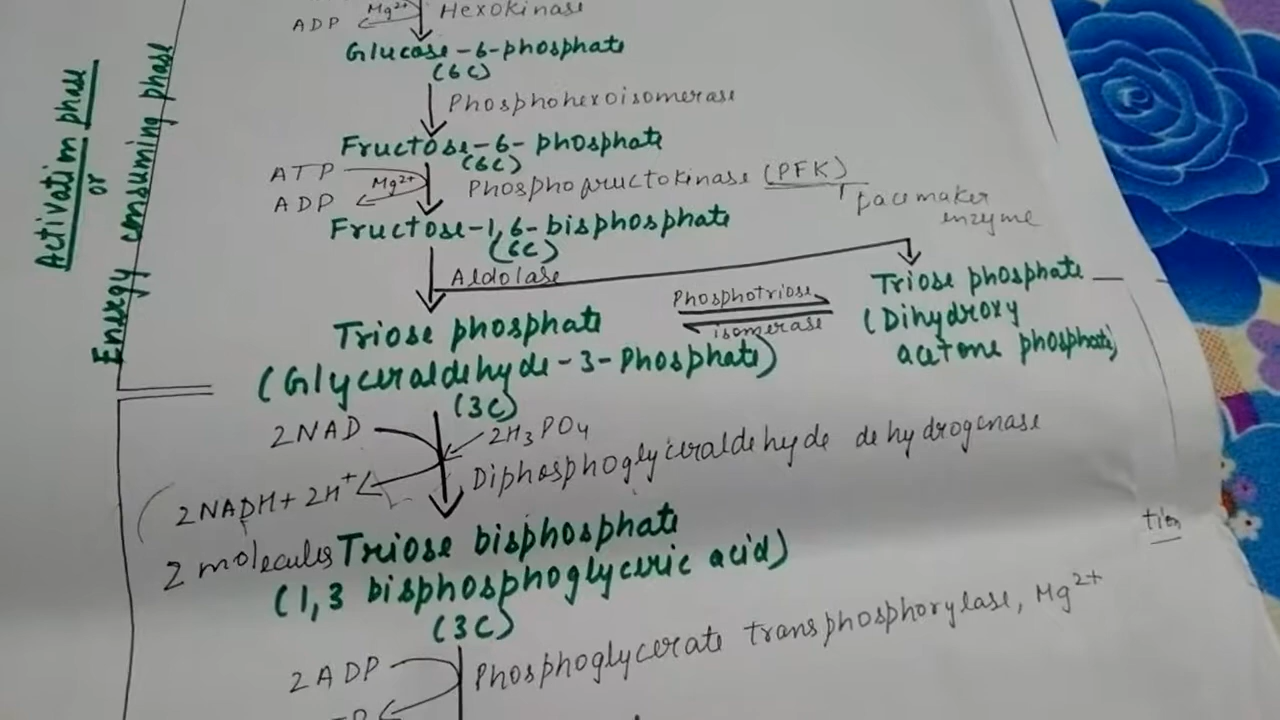 ADP Mg2+ Hexokinase
Glucose-6-phosphate
(6C)
Phosphohexoisomerase
Fructose-6-phosphate
(6C)
ATP
Mg2+ Phosphofructokinase (PFK)
ADP
pacemaker
enzyme
Fructose-1,6-bisphosphate
(6C)
Aldolase
Triose phosphate
(Glyceraldehyde-3-Phosphate)
(3C)
Phosphotriose
isomerase
Triose phosphate
(Dihydroxy
acetone phosphate)
Activation phase
or
Energy consuming phase
2NAD
2H3PO4
2NADH+2H+
Diphosphoglyceraldehyde dehydrogenase
2 molecules Triose bisphosphate
(1,3 bisphosphoglyceric acid)
(3C)
tion
2ADP
Phosphoglycerate transphosphorylase, Mg2+